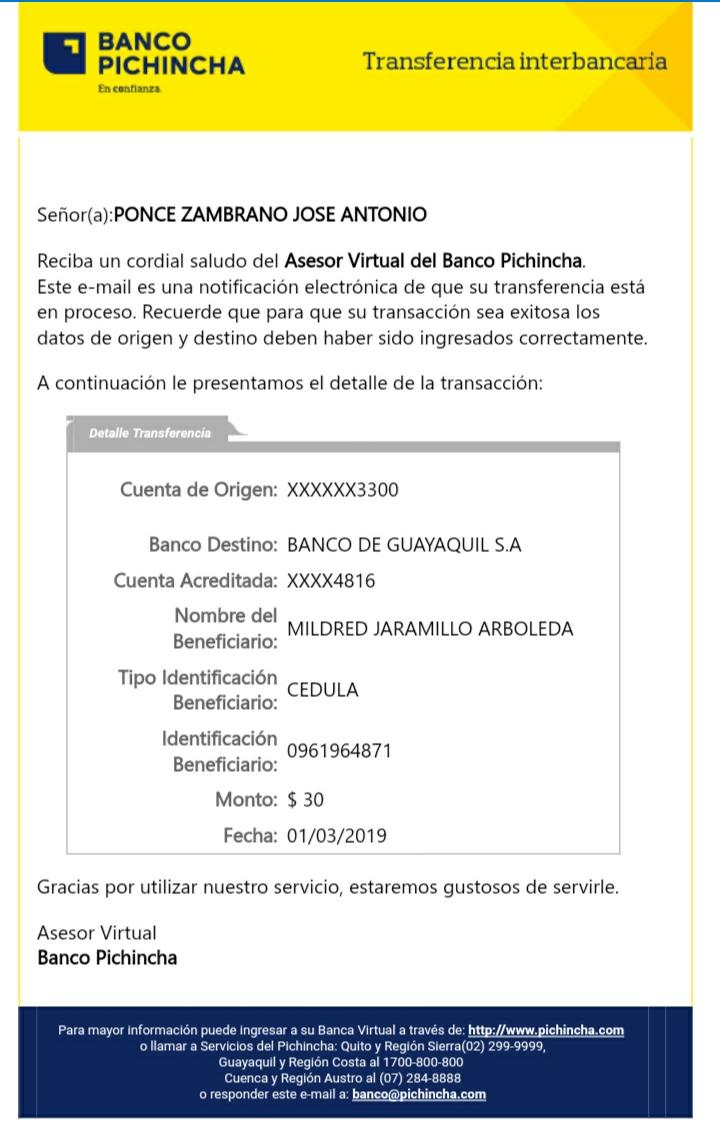 BANCO
PICHINCHA
En confianza.
Transferencia interbancaria
Señor(a):PONCE ZAMBRANO JOSE ANTONIO
Reciba un cordial saludo del Asesor Virtual del Banco Pichincha.
Este e-mail es una notificación electrónica de que su transferencia está
en proceso. Recuerde que para que su transacción sea exitosa los
datos de origen y destino deben haber sido ingresados correctamente.
A continuación le presentamos el detalle de la transacción:
Detalle Transferencia
Cuenta de Origen: XXXXXX3300
Banco Destino: BANCO DE GUAYAQUIL S.A
Cuenta Acreditada: XXXX4816
Nombre del
Beneficiario: MILDRED JARAMILLO ARBOLEDA
Tipo Identificación
Beneficiario: CEDULA
Identificación
Beneficiario: 0961964871
Monto: $ 30
Fecha: 01/03/2019
Gracias por utilizar nuestro servicio, estaremos gustosos de servirle.
Asesor Virtual
Banco Pichincha
Para mayor información puede ingresar a su Banca Virtual a través de: http://www.pichincha.com
o llamar a Servicios del Pichincha: Quito y Región Sierra(02) 299-9999,
Guayaquil y Región Costa al 1700-800-800
Cuenca y Región Austro al (07) 284-8888
o responder este e-mail a: banco@pichincha.com